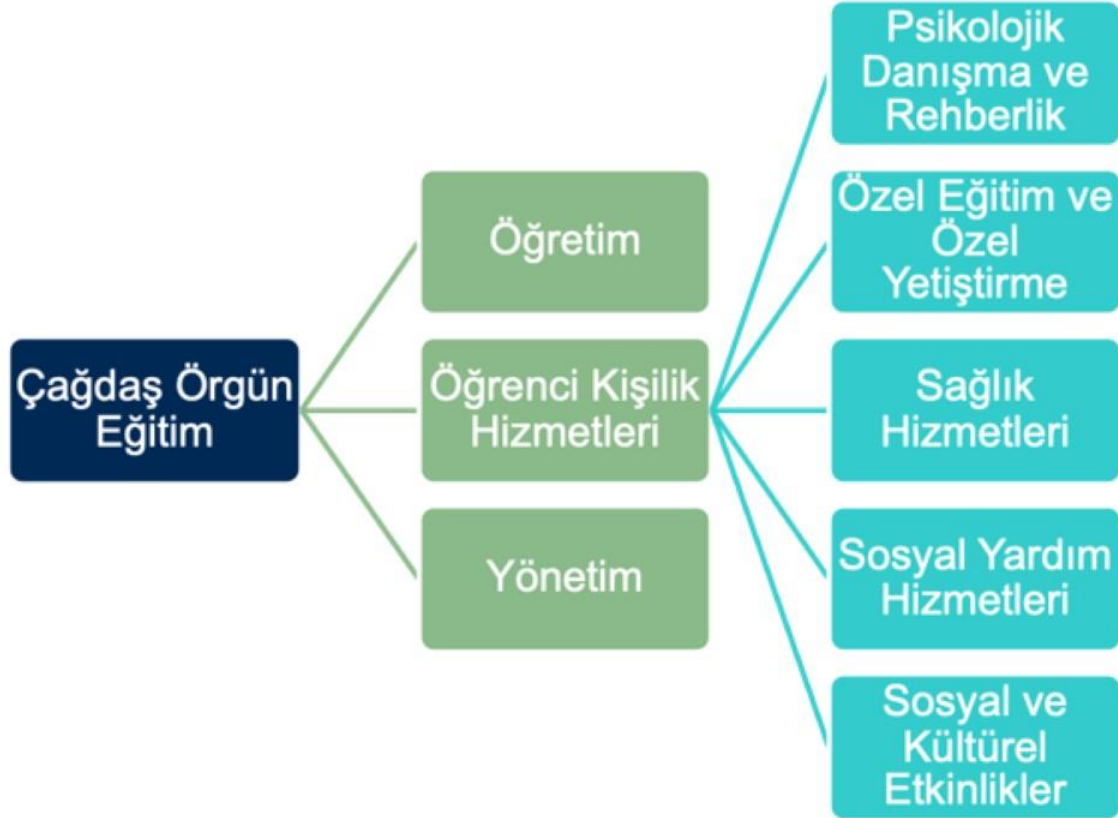 Çağdaş Örgün
Eğitim
Öğretim
Öğrenci Kişilik
Hizmetleri
Yönetim
Psikolojik
Danışma ve
Rehberlik
Özel Eğitim ve
Özel
Yetiştirme
Sağlık
Hizmetleri
Sosyal Yardım
Hizmetleri
Sosyal ve
Kültürel
Etkinlikler